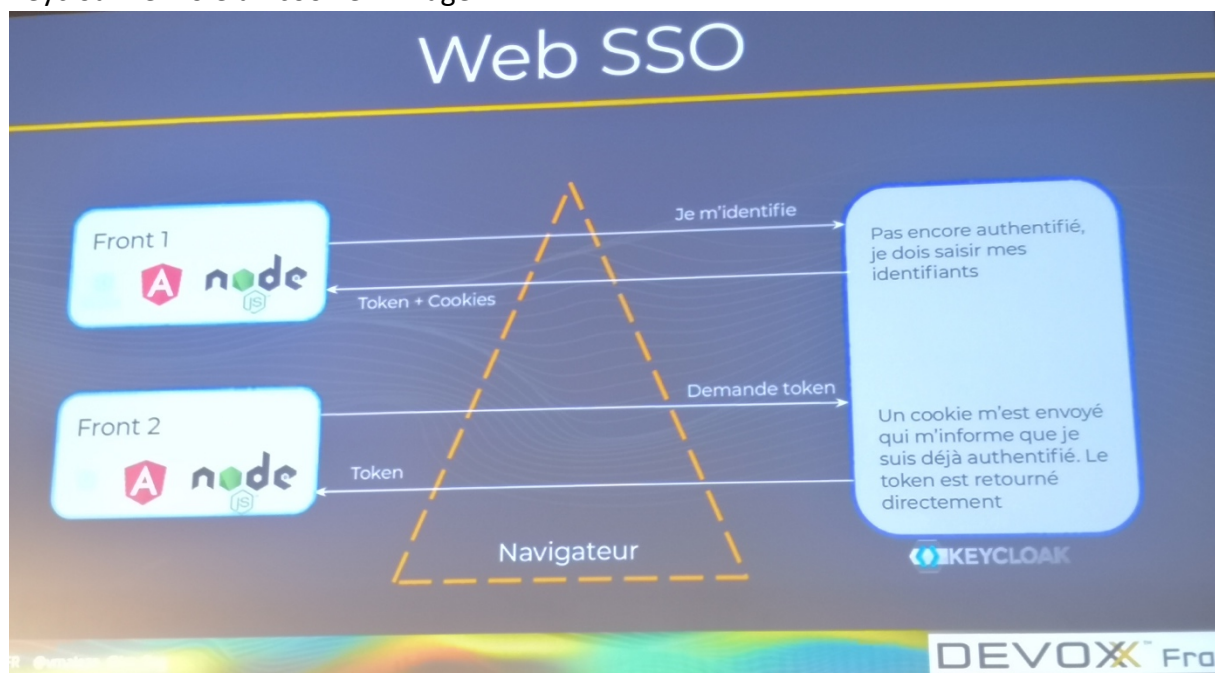 Web SSO
Je m'identifie
Front 1
node
JS
Token + Cookies
Pas encore authentifié,
je dois saisir mes
identifiants
Demande token
Front 2
node
JS
Token
Un cookie m'est envoyé
qui m'informe que je
suis déjà authentifié. Le
token est retourné
directement
Navigateur
KEYCLOAK
DEVOXX™ Fra